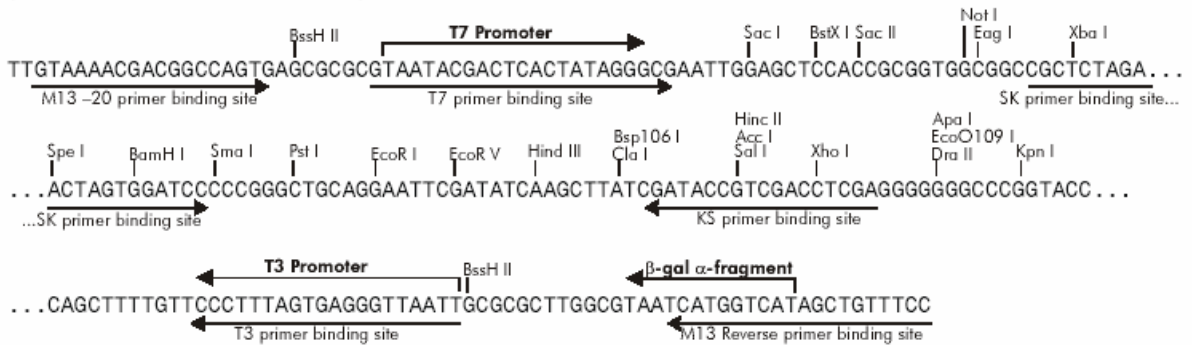 Not I
BssH II T7 Promoter Sac I BstX I Sac II Eag I Xba I
TTGTAAAACGACGGCCAGTGAGCGCGCGTAATACGACTCACTATAGGGCGAATTGGAGCTCCACCGCGGTGGCGGCCGCTCTAGA...
M13 –20 primer binding site T7 primer binding site SK primer binding site...
Hinc II Apa I
Bsp106 I Acc I EcoO109 I
Spe I BamH I Sma I Pst I EcoR I EcoR V Hind III Cla I Sal I Xho I Dra II Kpn I
...ACTAGTGGATCCCCCGGGCTGCAGGAATTCGATATCAAGCTTATCGATACCGTCGACCTCGAGGGGGGGCCCGGTACC...
...SK primer binding site KS primer binding site
T3 Promoter BssH II β-gal α-fragment
...CAGCTTTTGTTCCCTTTAGTGAGGGTTAATTGCGCGCTTGGCGTAATCATGGTCATAGCTGTTTCC
T3 primer binding site M13 Reverse primer binding site